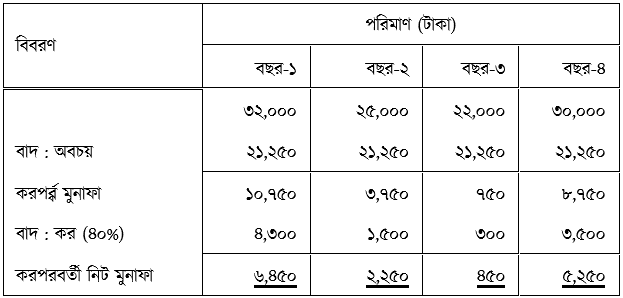 বিবরণ পরিমাণ (টাকা)
বছর-১ বছর-২ বছর-৩ বছর-৪
৩২,০০০ ২৫,০০০ ২২,০০০ ৩০,০০০
বাদ : অবচয় ২১,২৫০ ২১,২৫০ ২১,২৫০ ২১,২৫০
করপর্ব্ব মুনাফা ১০,৭৫০ ৩,৭৫০ ৭৫০ ৮,৭৫০
বাদ : কর (৪০%) ৪,৩০০ ১,৫০০ ৩০০ ৩,৫০০
করপরবর্তী নিট মুনাফা ৬,৪৫০ ২,২৫০ ৪৫০ ৫,২৫০